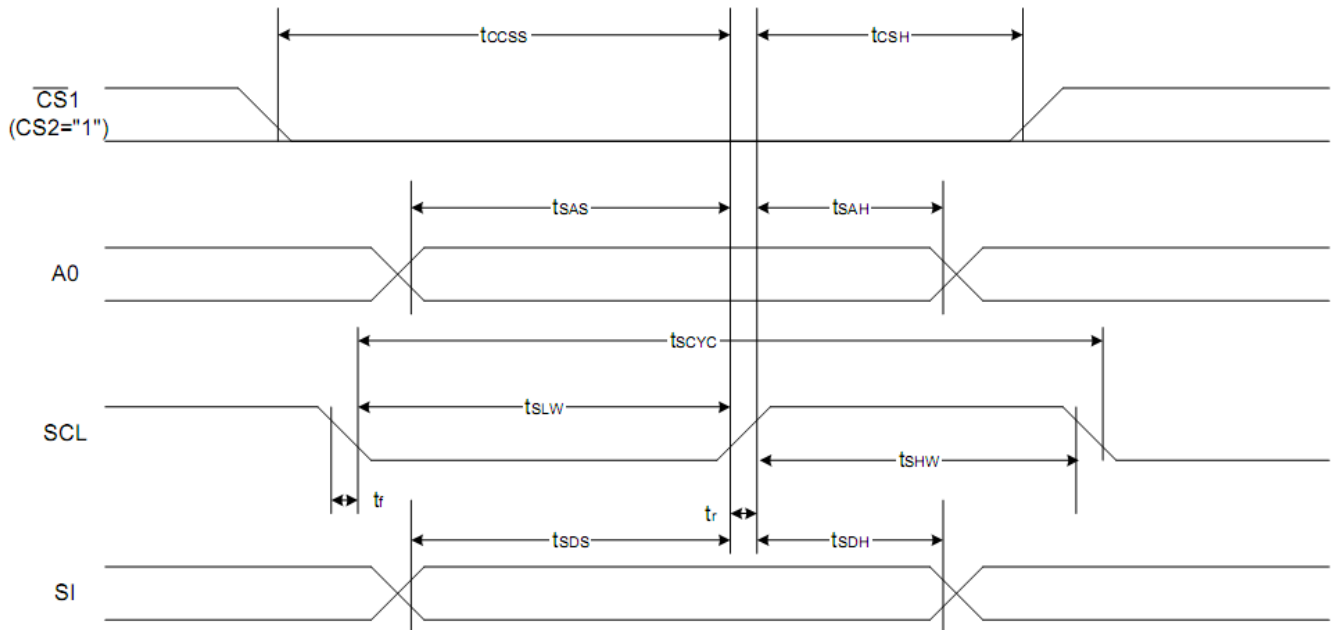 tCCSS
tCSH
CS1
(CS2="1")
tSAS
tSAH
A0
tSCYC
tSLW
SCL
tSHW
tf
tr
tSDS
tSDH
SI